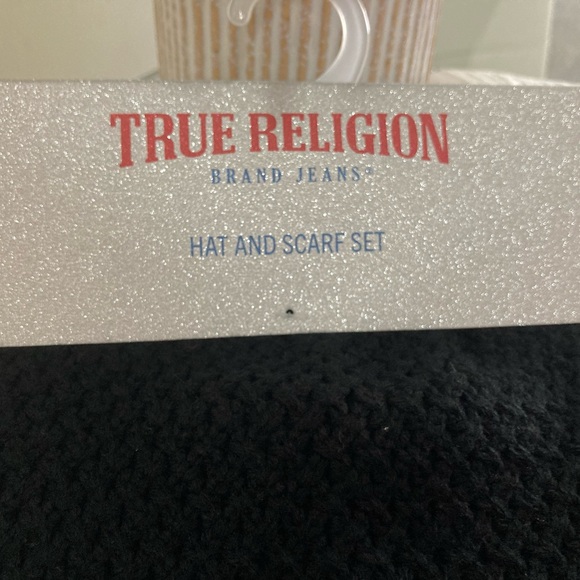 TRUE RELIGION
BRAND JEANS®
HAT AND SCARF SET